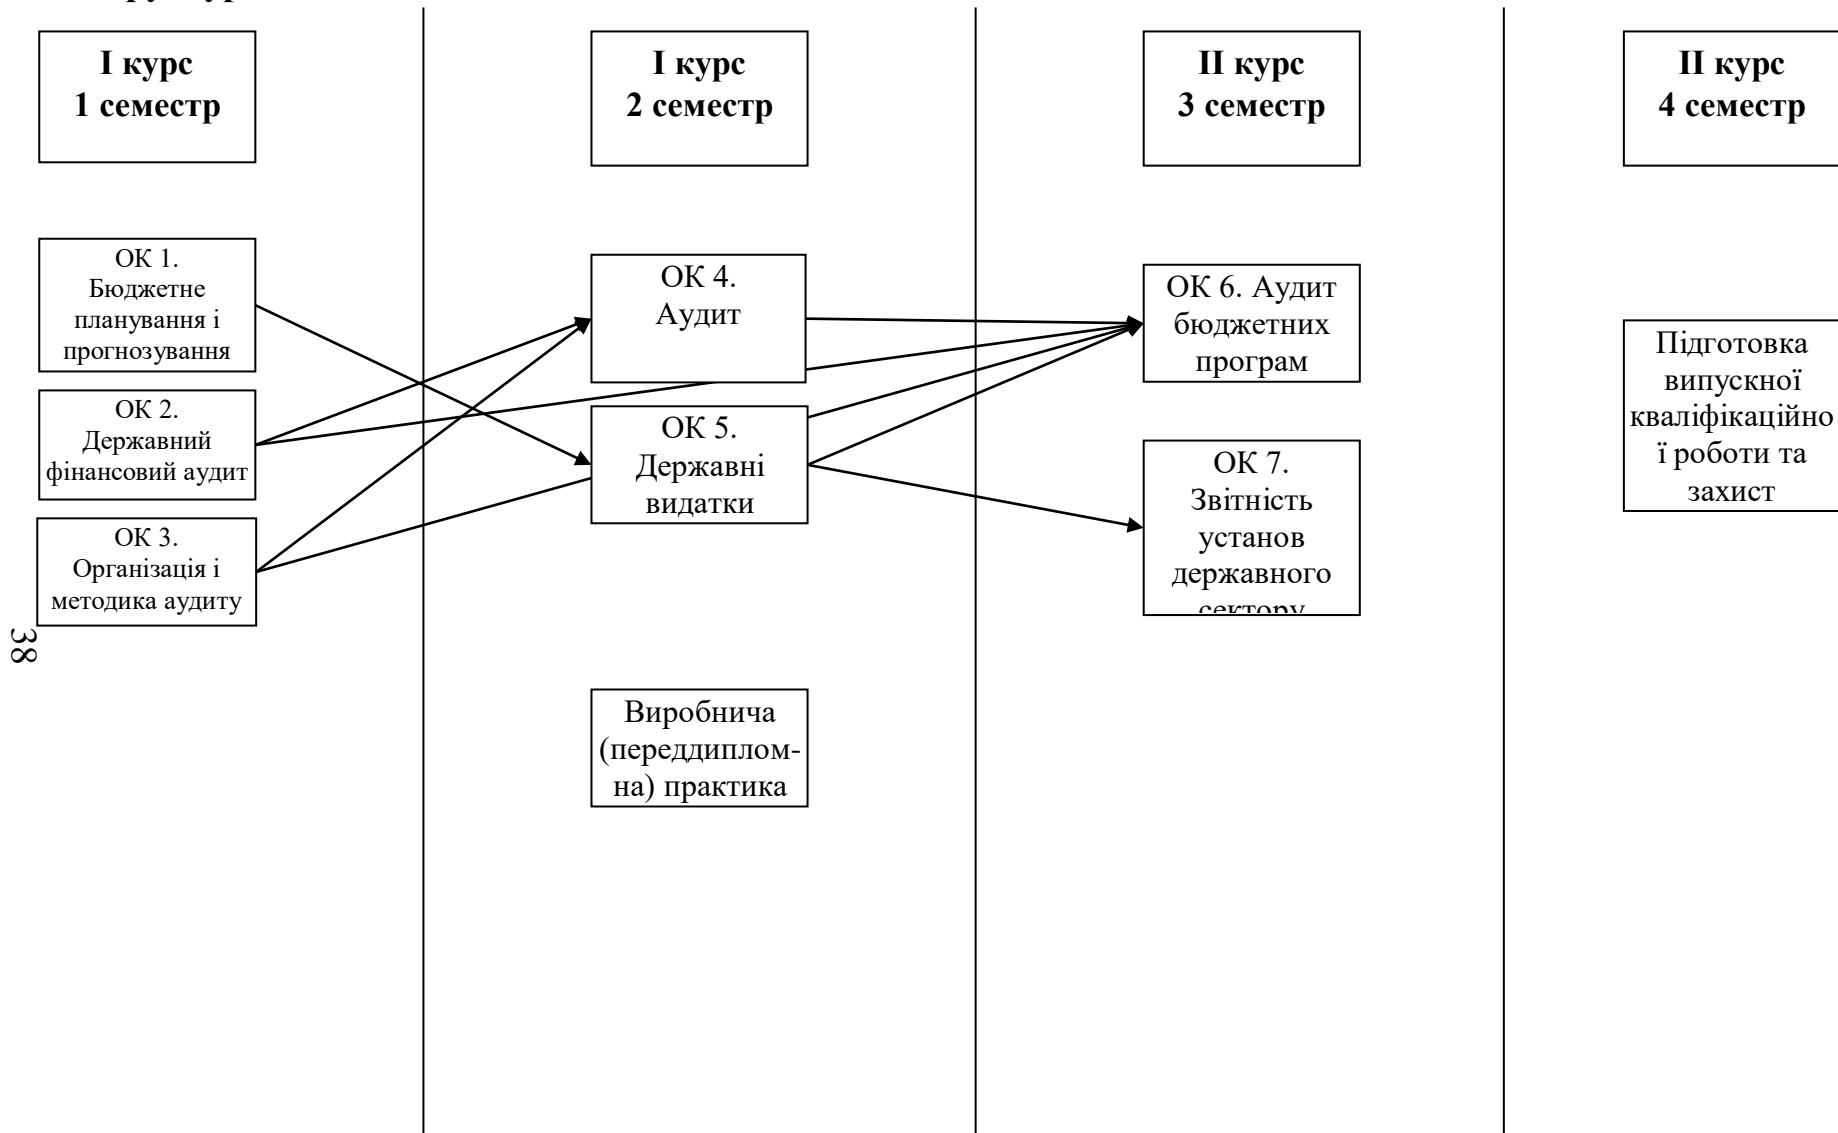 І курс
1 семестр
І курс
2 семестр
ІІ курс
3 семестр
ІІ курс
4 семестр
ОК 1.
Бюджетне
планування і
прогнозування
ОК 2.
Державний
фінансовий аудит
ОК 3.
Організація і
методика аудиту
ОК 4.
Аудит
ОК 5.
Державні
видатки
Виробнича
(переддиплом-
на) практика
ОК 6. Аудит
бюджетних
програм
ОК 7.
Звітність
установ
державного
сектору
Підготовка
випускної
кваліфікаційно
ї роботи та
захист
38